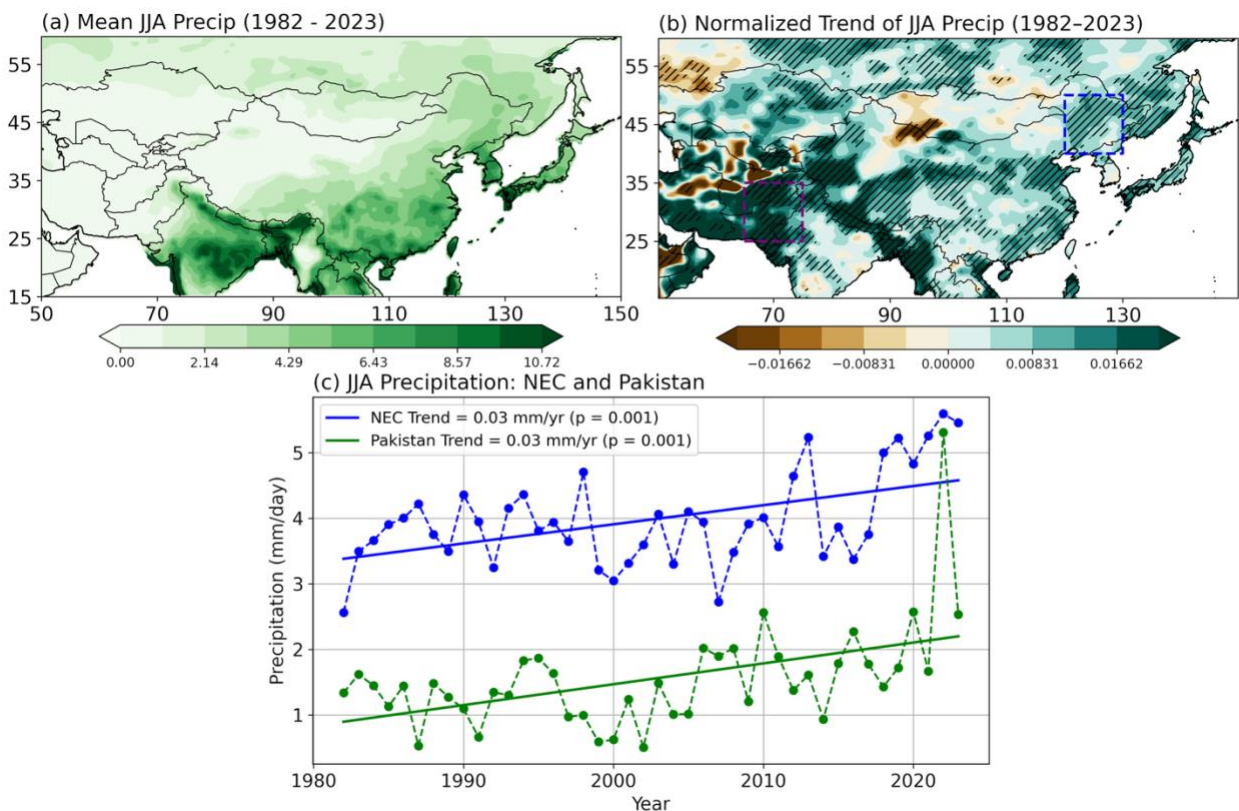 (a) Mean JJA Precip (1982 - 2023)
55
45
35
25
15
50 70 90 110 130 150
0.00 2.14 4.29 6.43 8.57 10.72
(b) Normalized Trend of JJA Precip (1982–2023)
55
45
35
25
70 90 110 130
−0.01662 −0.00831 0.00000 0.00831 0.01662
(c) JJA Precipitation: NEC and Pakistan
NEC Trend = 0.03 mm/yr (p = 0.001)
Pakistan Trend = 0.03 mm/yr (p = 0.001)
Precipitation (mm/day)
5
4
3
2
1
1980 1990 2000 2010 2020
Year